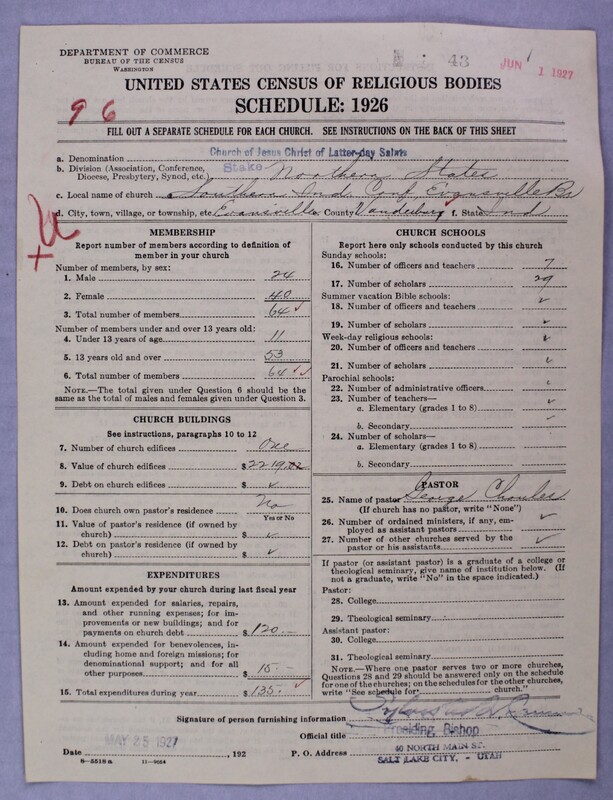 DEPARTMENT OF COMMERCE
BUREAU OF THE CENSUS
WASHINGTON
43
JUN 1 1927
UNITED STATES CENSUS OF RELIGIOUS BODIES
SCHEDULE: 1926
96
FILL OUT A SEPARATE SCHEDULE FOR EACH CHURCH. SEE INSTRUCTIONS ON THE BACK OF THIS SHEET
a. Denomination Church of Jesus Christ of Latter-day Saints
b. Division (Association, Conference, Diocese, Presbytery, Synod, etc.) Stake Northern States
c. Local name of church Southern Ind Conf Evansville Br
d. City, town, village, or township, etc. Evansville e. County Vanderburg f. State Ind
MEMBERSHIP
Report number of members according to definition of
member in your church
Number of members, by sex:
1. Male 24
2. Female 40
3. Total number of members 64
Number of members under and over 13 years old:
4. Under 13 years of age 11
5. 13 years old and over 53
6. Total number of members 64
NOTE.—The total given under Question 6 should be
same as the total of males and females given under Question 3.
CHURCH BUILDINGS
See instructions, paragraphs 10 to 12
7. Number of church edifices One
8. Value of church edifices $2219.02
9. Debt on church edifices $
10. Does church own pastor's residence No
Yes or No
11. Value of pastor's residence (if owned by
church) $
12. Debt on pastor's residence (if owned by
church) $
EXPENDITURES
Amount expended by your church during last fiscal year
13. Amount expended for salaries, repairs,
and other running expenses; for im-
provements or new buildings; and for
payments on church debt $120.-
14. Amount expended for benevolences, in-
cluding home and foreign missions; for
denominational support; and for all
other purposes $15.-
15. Total expenditures during year $135.-
CHURCH SCHOOLS
Report here only schools conducted by this church
Sunday schools:
16. Number of officers and teachers 7
17. Number of scholars 29
Summer vacation Bible schools:
18. Number of officers and teachers
19. Number of scholars
Week-day religious schools:
20. Number of officers and teachers
21. Number of scholars
Parochial schools:
22. Number of administrative officers
23. Number of teachers—
a. Elementary (grades 1 to 8)
b. Secondary
24. Number of scholars—
a. Elementary (grades 1 to 8)
b. Secondary
PASTOR
25. Name of pastor George Choules
(If church has no pastor, write "None")
26. Number of ordained ministers, if any, em-
ployed as assistant pastors
27. Number of other churches served by the
pastor or his assistants
If pastor (or assistant pastor) is a graduate of a college or
theological seminary, give name of institution below. (If
not a graduate, write "No" in the space indicated.)
Pastor:
28. College
29. Theological seminary
Assistant pastor:
30. College
31. Theological seminary
NOTE.—Where one pastor serves two or more churches,
Questions 28 and 29 should be answered only on the schedule
for one of the churches; on the schedules for the other churches,
write "See schedule for church."
Signature of person furnishing information
Official title Presiding, Bishop
Date MAY 25 1927, 192 P. O. Address 40 NORTH MAIN ST.
SALT LAKE CITY, - UTAH
8-5518a 11-9054